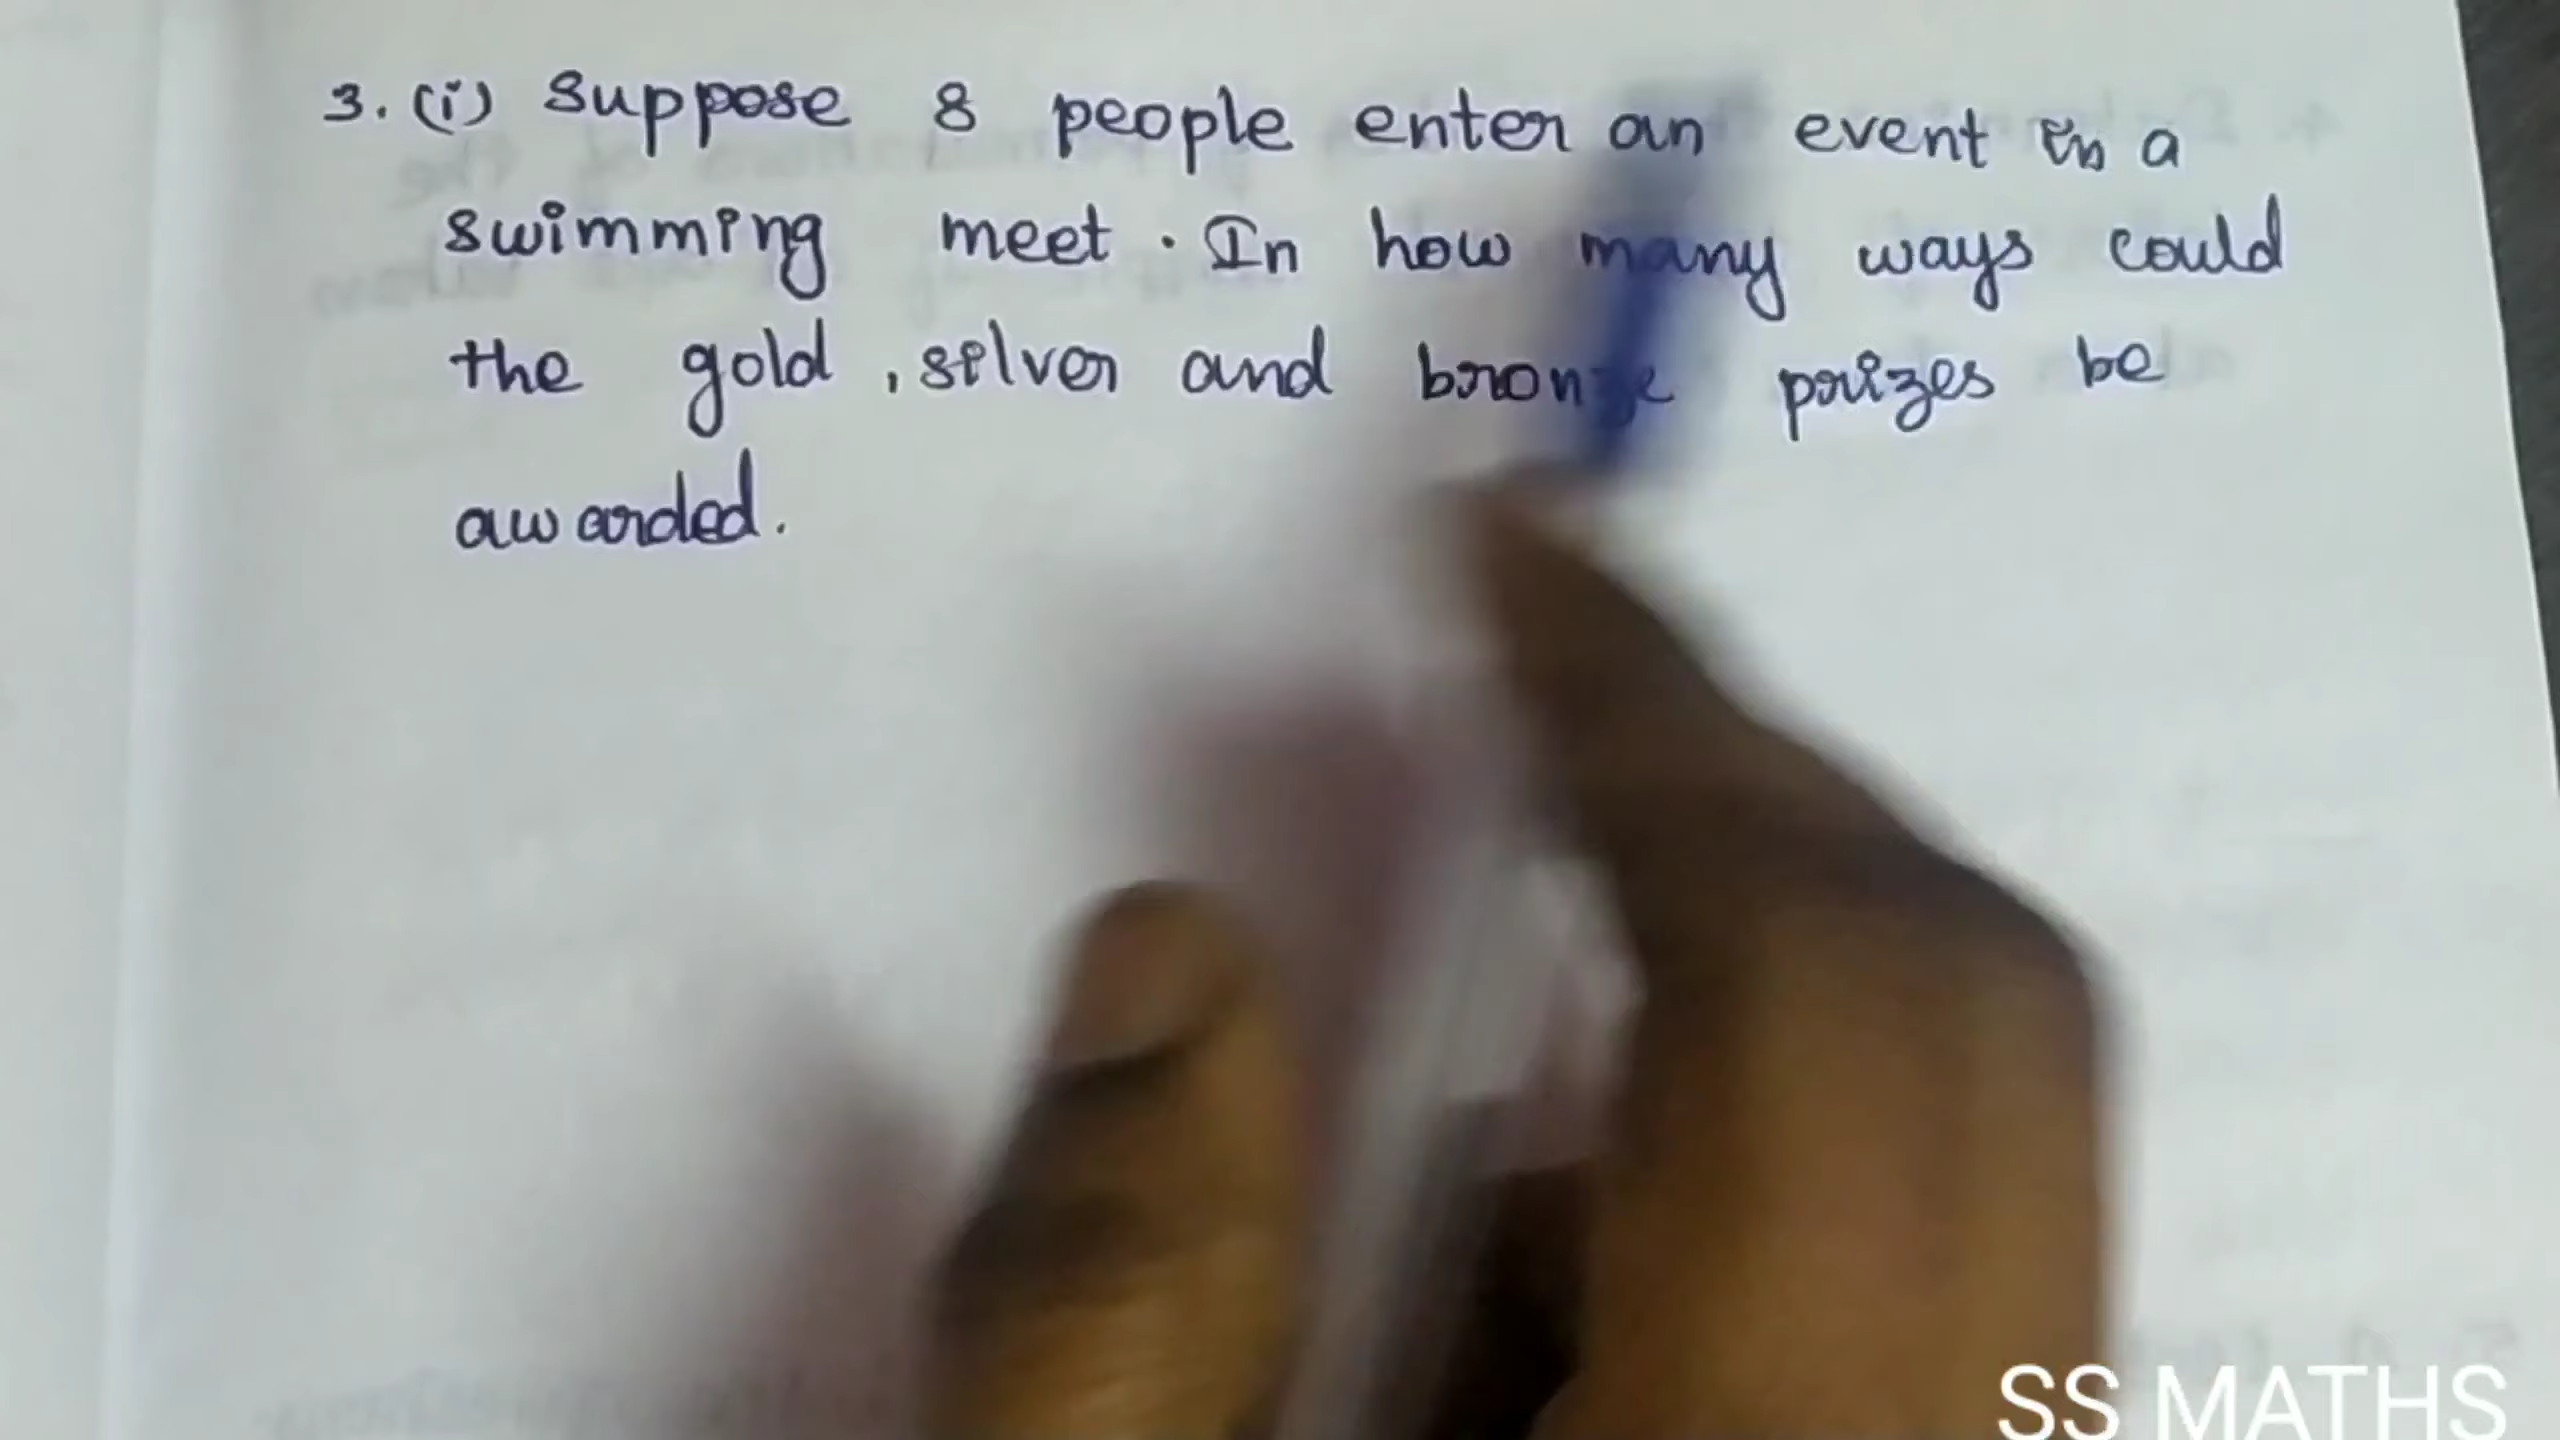 3. (i) Suppose 8 people enter an event in a
swimming meet. In how many ways could
the gold, silver and bronze prizes be
awarded.
SS MATHS